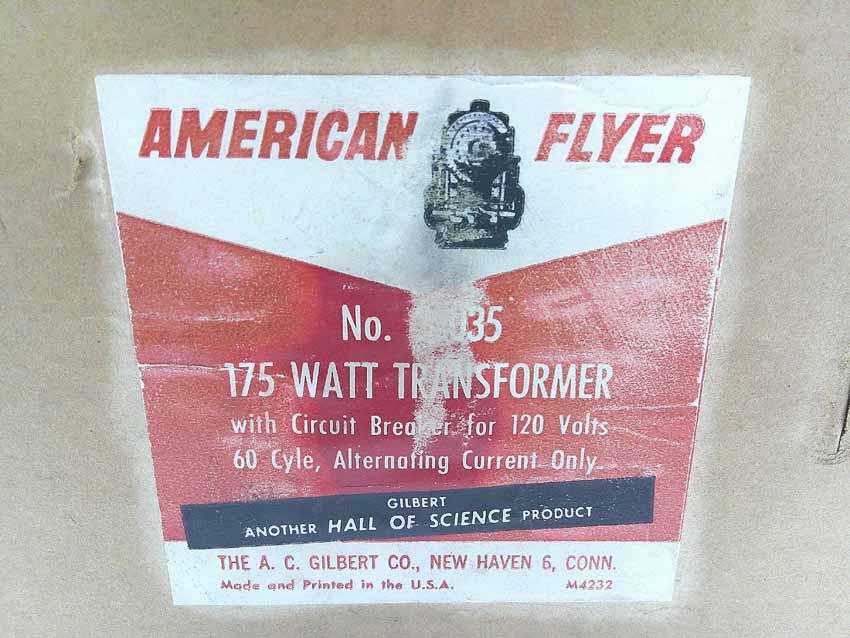 AMERICAN FLYER
No.
175 WATT TRANSFORMER
with Circuit Breaker for 120 Volts
60 Cyle, Alternating Current Only
GILBERT
ANOTHER HALL OF SCIENCE PRODUCT
THE A. C. GILBERT CO., NEW HAVEN 6, CONN.
Made and Printed in the U.S.A. M4232